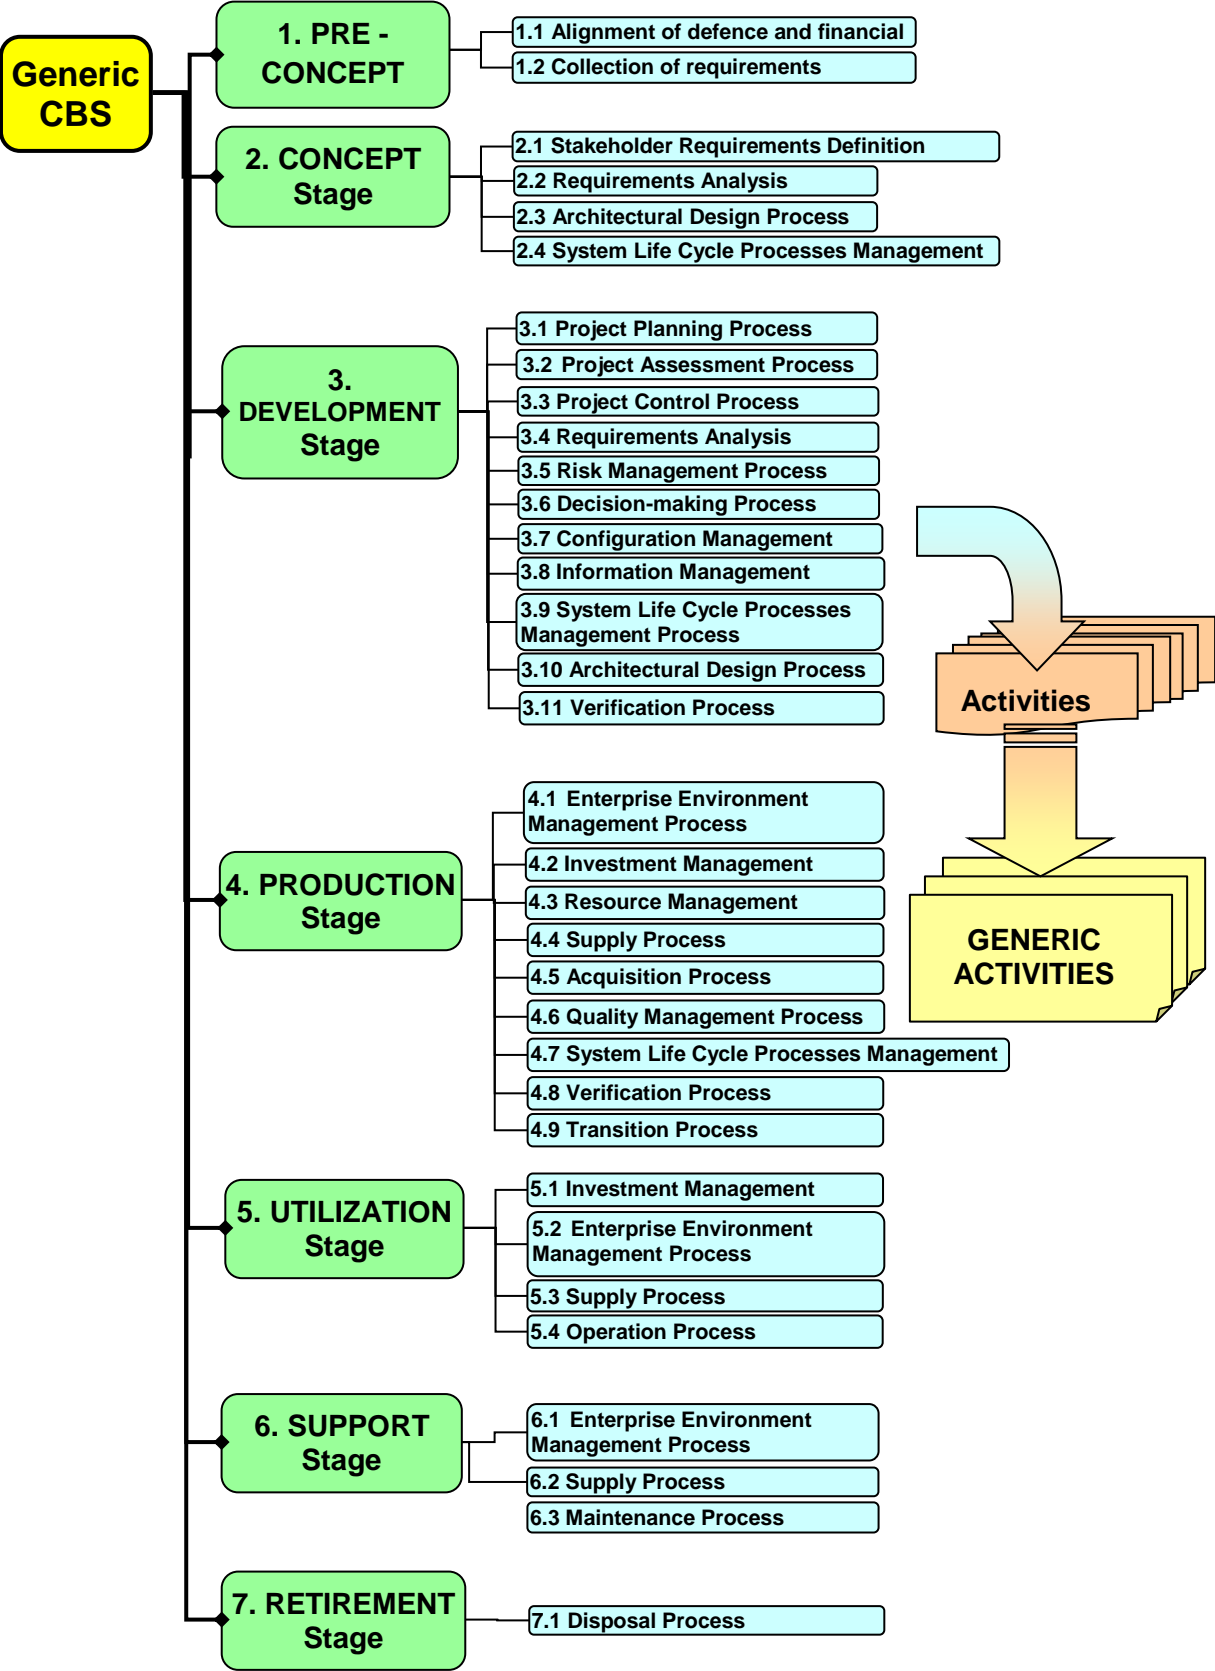 Generic
CBS
1. PRE -
CONCEPT
1.1 Alignment of defence and financial
1.2 Collection of requirements
2. CONCEPT
Stage
2.1 Stakeholder Requirements Definition
2.2 Requirements Analysis
2.3 Architectural Design Process
2.4 System Life Cycle Processes Management
3.
DEVELOPMENT
Stage
3.1 Project Planning Process
3.2 Project Assessment Process
3.3 Project Control Process
3.4 Requirements Analysis
3.5 Risk Management Process
3.6 Decision-making Process
3.7 Configuration Management
3.8 Information Management
3.9 System Life Cycle Processes
Management Process
3.10 Architectural Design Process
3.11 Verification Process
Activities
GENERIC
ACTIVITIES
4. PRODUCTION
Stage
4.1 Enterprise Environment
Management Process
4.2 Investment Management
4.3 Resource Management
4.4 Supply Process
4.5 Acquisition Process
4.6 Quality Management Process
4.7 System Life Cycle Processes Management
4.8 Verification Process
4.9 Transition Process
5. UTILIZATION
Stage
5.1 Investment Management
5.2 Enterprise Environment
Management Process
5.3 Supply Process
5.4 Operation Process
6. SUPPORT
Stage
6.1 Enterprise Environment
Management Process
6.2 Supply Process
6.3 Maintenance Process
7. RETIREMENT
Stage
7.1 Disposal Process